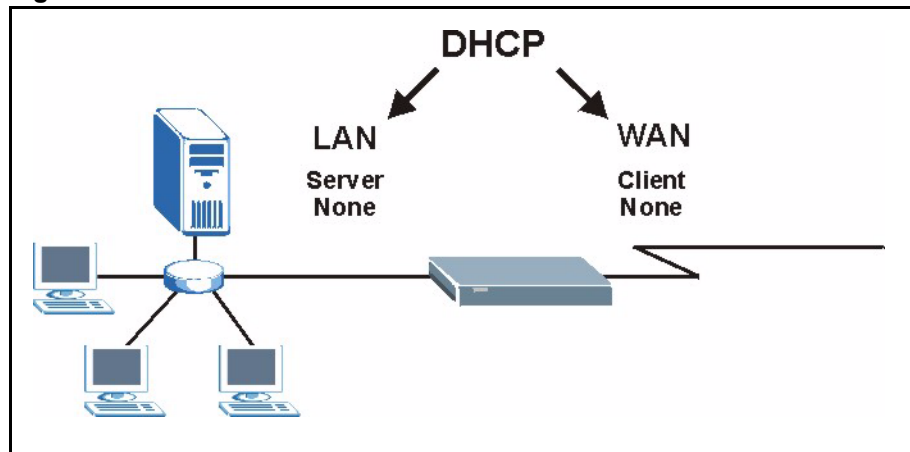 DHCP
LAN
Server
None
WAN
Client
None